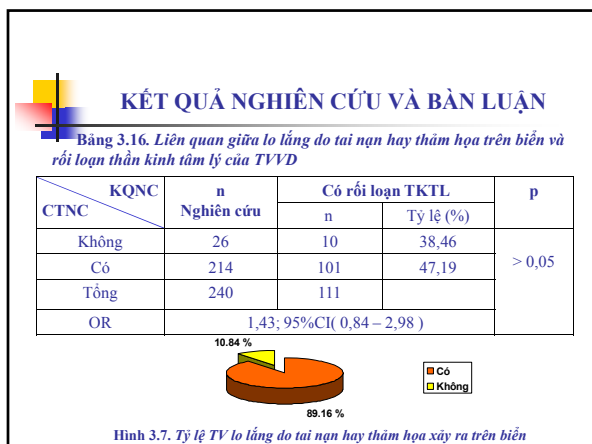 KẾT QUẢ NGHIÊN CỨU VÀ BÀN LUẬN
Bảng 3.16. Liên quan giữa lo lắng do tai nạn hay thảm họa trên biển và
rối loạn thần kinh tâm lý của TVVD
KQNC
CTNC
n
Nghiên cứu
Có rối loạn TKTL
p
n
Tỷ lệ (%)
Không 26 10 38,46
Có 214 101 47,19
> 0,05
Tổng 240 111
OR 1,43; 95%CI( 0,84 – 2,98 )
10.84 %
Có
Không
89.16 %
Hình 3.7. Tỷ lệ TV lo lắng do tai nạn hay thảm họa xảy ra trên biển